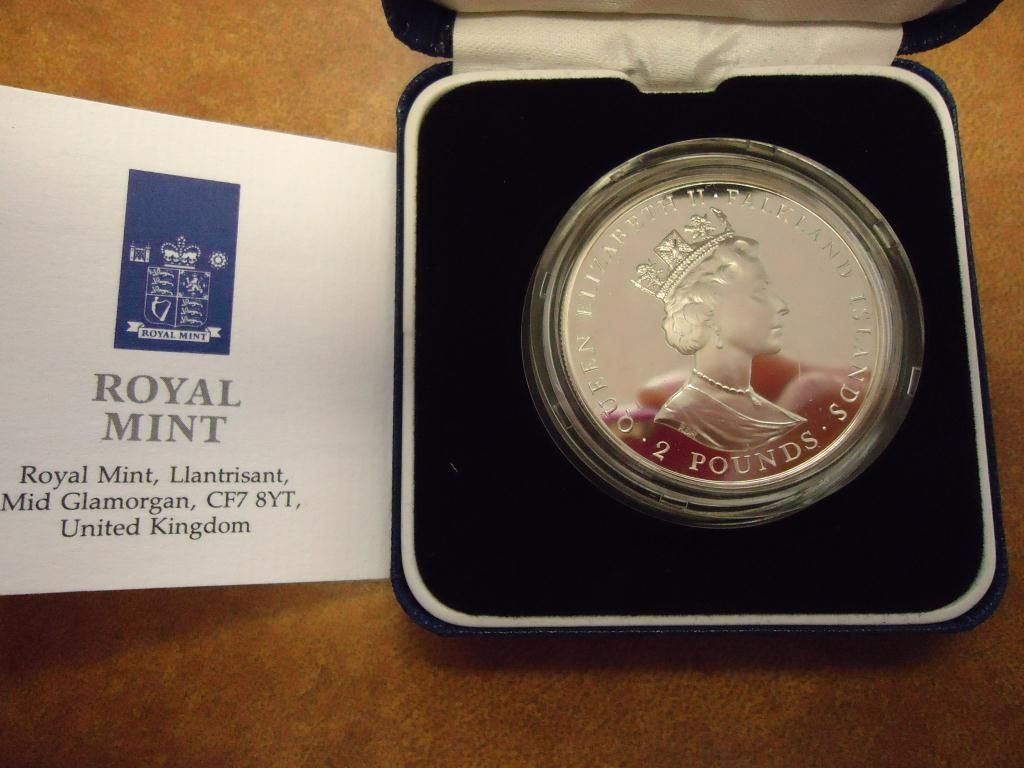 ROYAL MINT
ROYAL
MINT
Royal Mint, Llantrisant,
Mid Glamorgan, CF7 8YT,
United Kingdom
QUEEN ELIZABETH II · FALKLAND ISLANDS
· 2 POUNDS ·